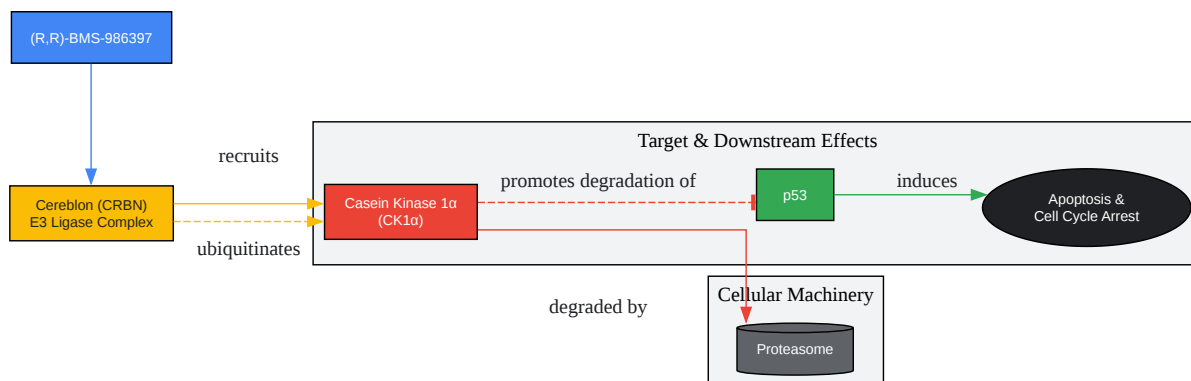 (R,R)-BMS-986397
Target & Downstream Effects
recruits
promotes degradation of
induces
Cereblon (CRBN)
E3 Ligase Complex
Casein Kinase 1α
(CK1α)
p53
Apoptosis &
Cell Cycle Arrest
ubiquitinates
Cellular Machinery
degraded by
Proteasome